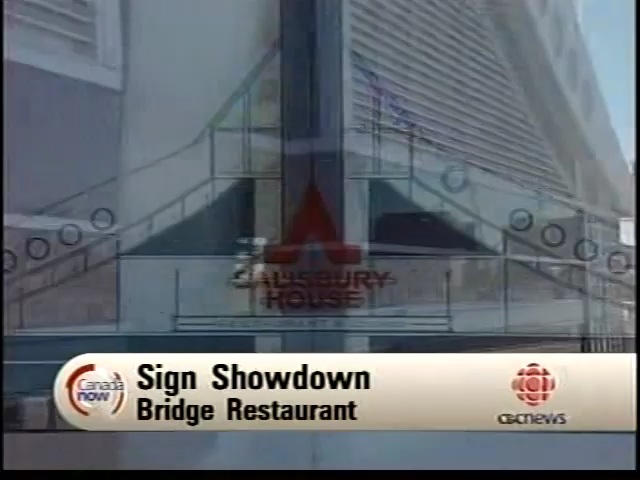 SALISBURY
HOUSE
Canada
now
Sign Showdown
Bridge Restaurant
CBCnews